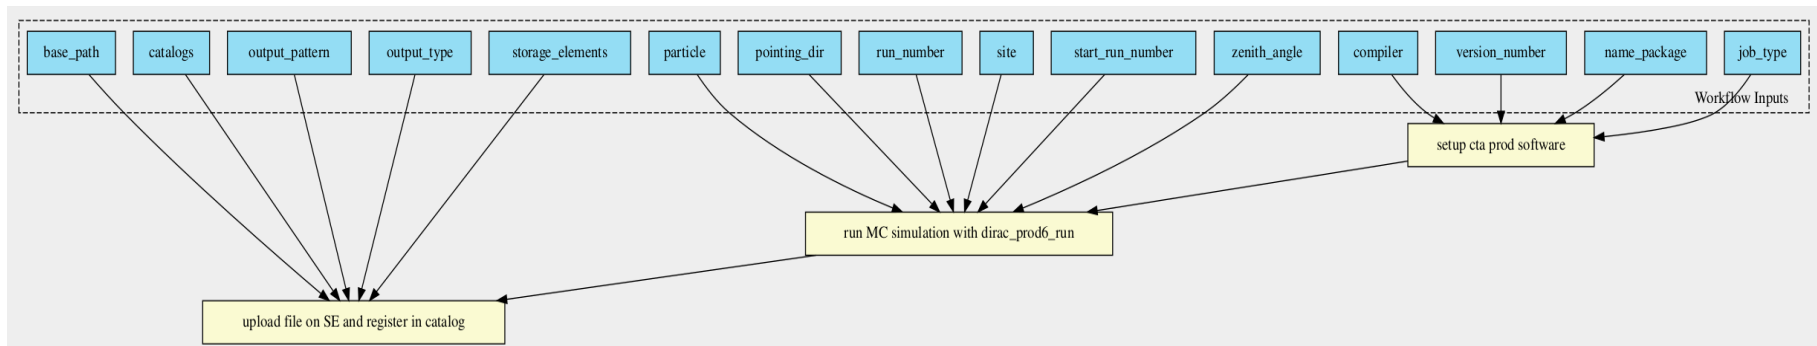 base_path
catalogs
output_pattern
output_type
storage_elements
particle
pointing_dir
run_number
site
start_run_number
zenith_angle
compiler
version_number
name_package
job_type
Workflow Inputs
setup cta prod software
run MC simulation with dirac_prod6_run
upload file on SE and register in catalog